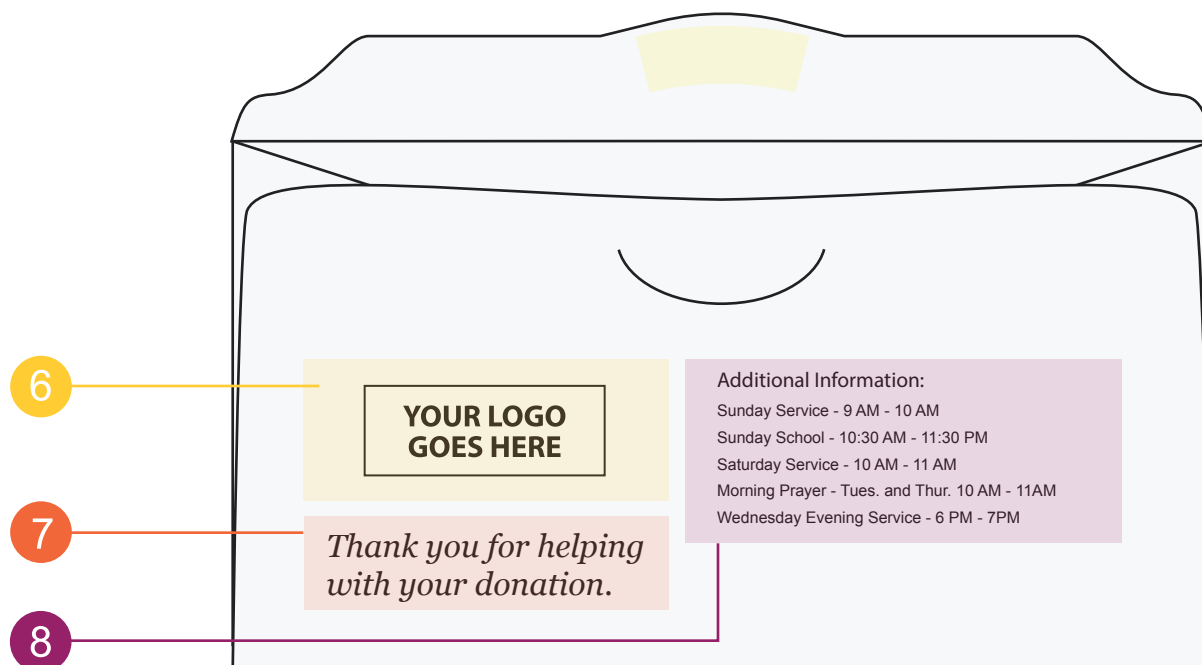 6
YOUR LOGO
GOES HERE
7
Thank you for helping
with your donation.
8
Additional Information:
Sunday Service - 9 AM - 10 AM
Sunday School - 10:30 AM - 11:30 PM
Saturday Service - 10 AM - 11 AM
Morning Prayer - Tues. and Thur. 10 AM - 11AM
Wednesday Evening Service - 6 PM - 7PM